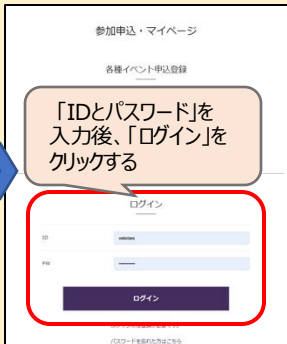 参加申込・マイページ
各種イベント申込登録
「IDとパスワード」を
入力後、「ログイン」を
クリックする
ログイン
ID
PW
ログイン
パスワードを忘れた方はこちら